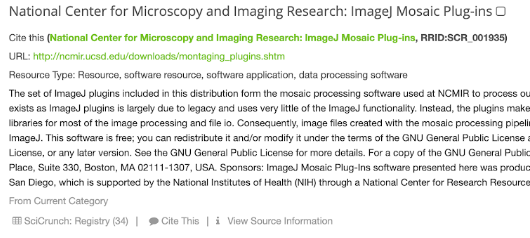 National Center for Microscopy and Imaging Research: ImageJ Mosaic Plug-ins
Cite this (National Center for Microscopy and Imaging Research: ImageJ Mosaic Plug-ins, RRID:SCR_001935)
URL: http://ncmir.ucsd.edu/downloads/montaging_plugins.shtm
Resource Type: Resource, software resource, software application, data processing software
The set of ImageJ plugins included in this distribution form the mosaic processing software used at NCMIR to process ou
exists as ImageJ plugins is largely due to legacy and uses very little of the ImageJ functionality. Instead, the plugins make
libraries for most of the image processing and file io. Consequently, image files created with the mosaic processing pipelin
ImageJ. This software is free; you can redistribute it and/or modify it under the terms of the GNU General Public License a
License, or any later version. See the GNU General Public License for more details. For a copy of the GNU General Public
Place, Suite 330, Boston, MA 02111-1307, USA. Sponsors: ImageJ Mosaic Plug-Ins software presented here was produc
San Diego, which is supported by the National Institutes of Health (NIH) through a National Center for Research Resource
From Current Category
SciCrunch: Registry (34) | Cite This | View Source Information